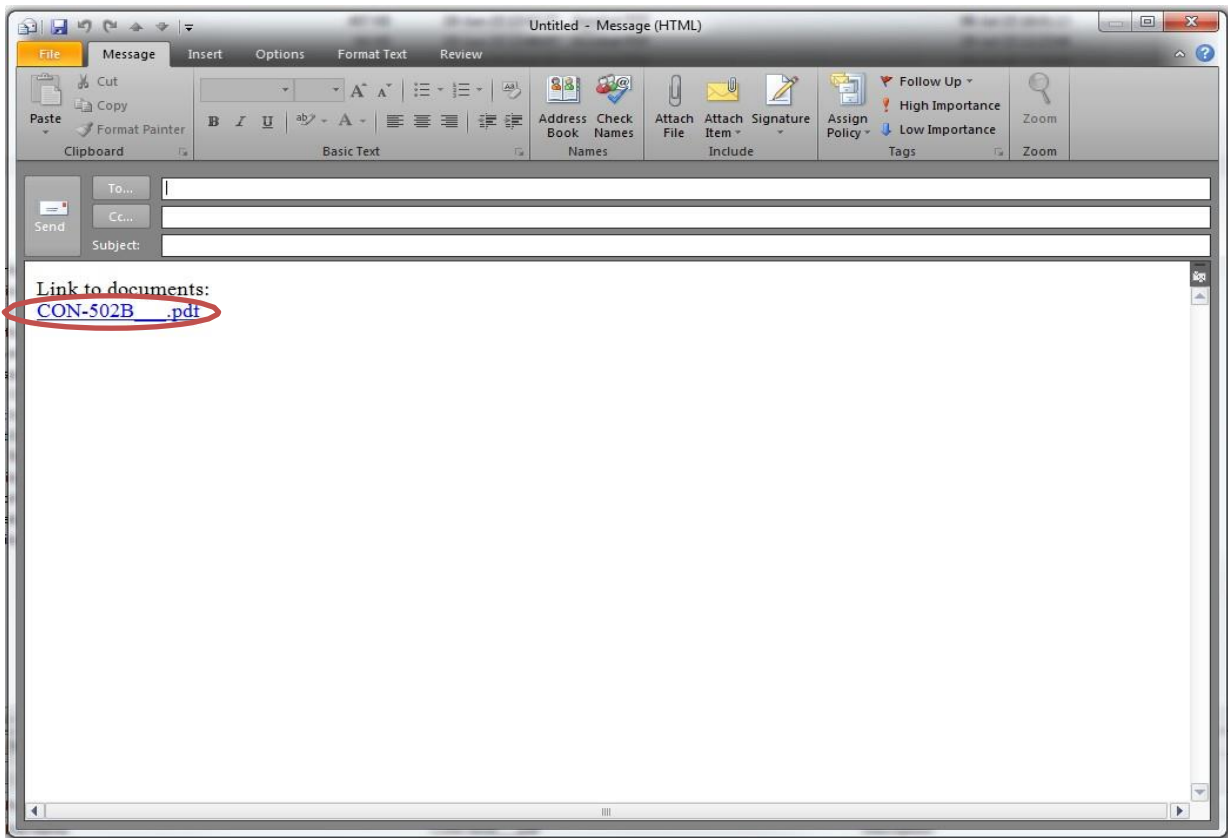 Untitled - Message (HTML)
File Message Insert Options Format Text Review
Cut
Copy
Format Painter
Paste
Clipboard
B I U
Basic Text
Address Book
Check Names
Names
Attach File
Attach Item
Signature
Include
Assign Policy
Follow Up
High Importance
Low Importance
Tags
Zoom
Zoom
Send
To...
Cc...
Subject:
Link to documents:
CON-502B___.pdf